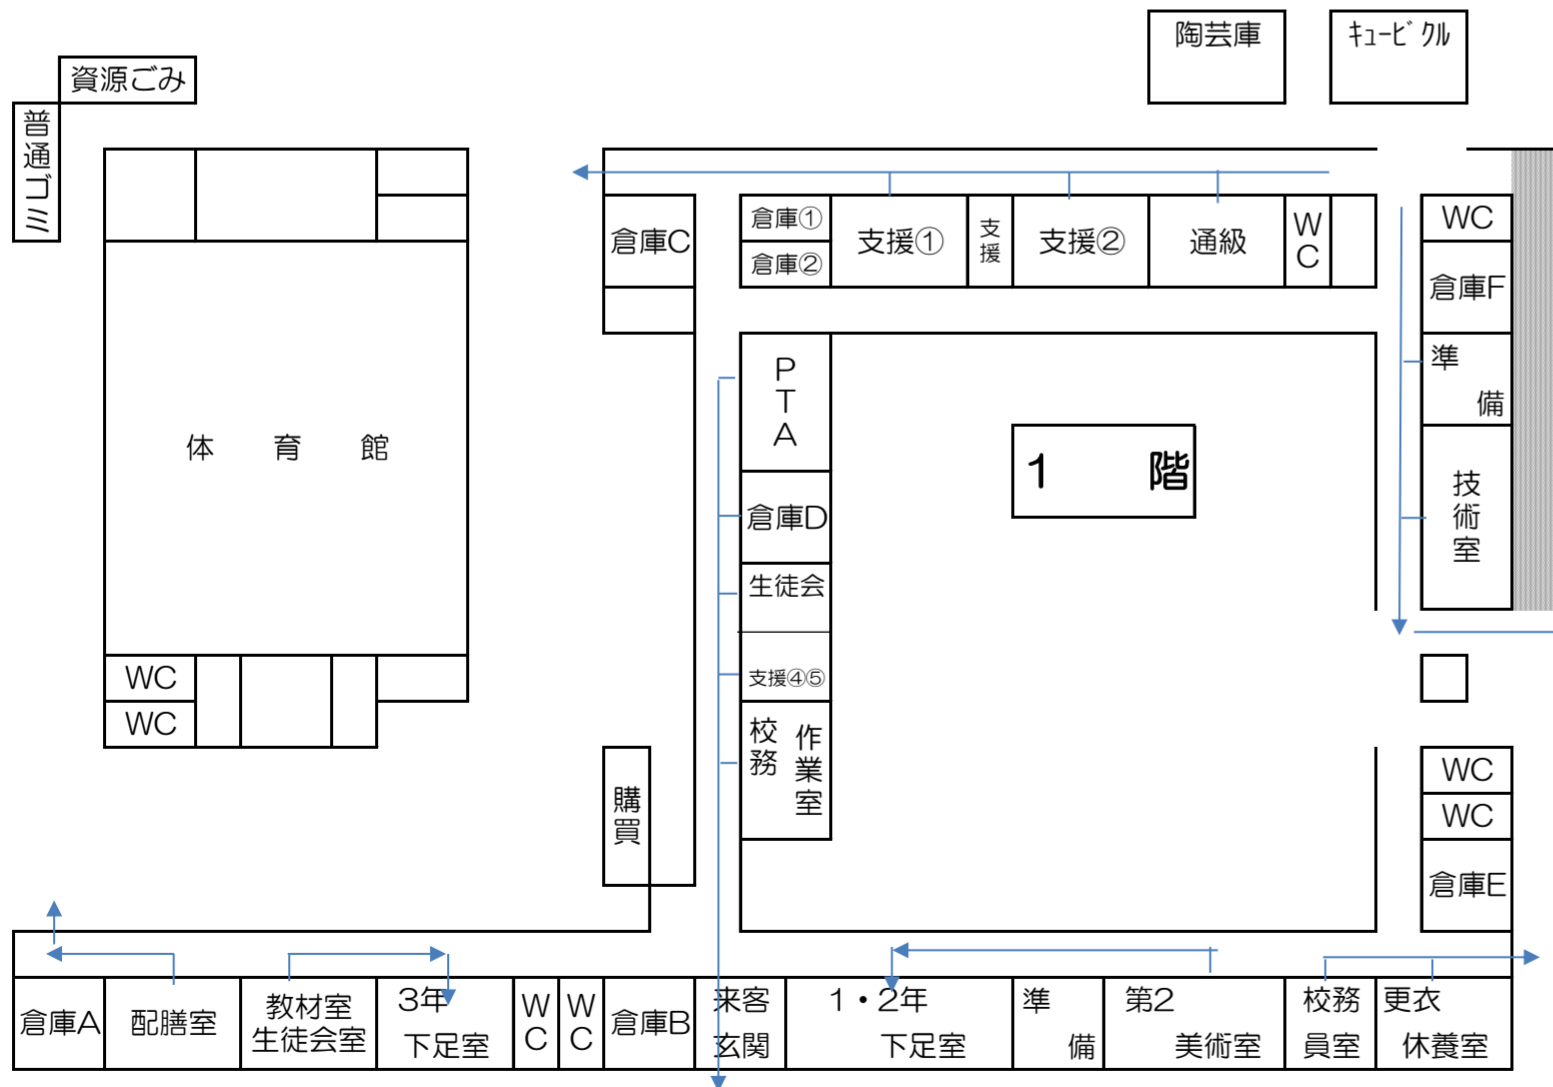 陶芸庫
ｷｭｰﾋﾞｸﾙ
資源ごみ
普通ゴミ
倉庫C
倉庫①
倉庫②
支援①
支援
支援②
通級
WC
WC
倉庫F
準備
技術室
PTA
倉庫D
生徒会
支援④⑤
校務
作業室
1 階
体 育 館
WC
WC
購買
WC
WC
倉庫E
倉庫A
配膳室
教材室
生徒会室
3年
下足室
WC
WC
倉庫B
来客
玄関
1・2年
下足室
準備
第2
美術室
校務
員室
更衣
休養室